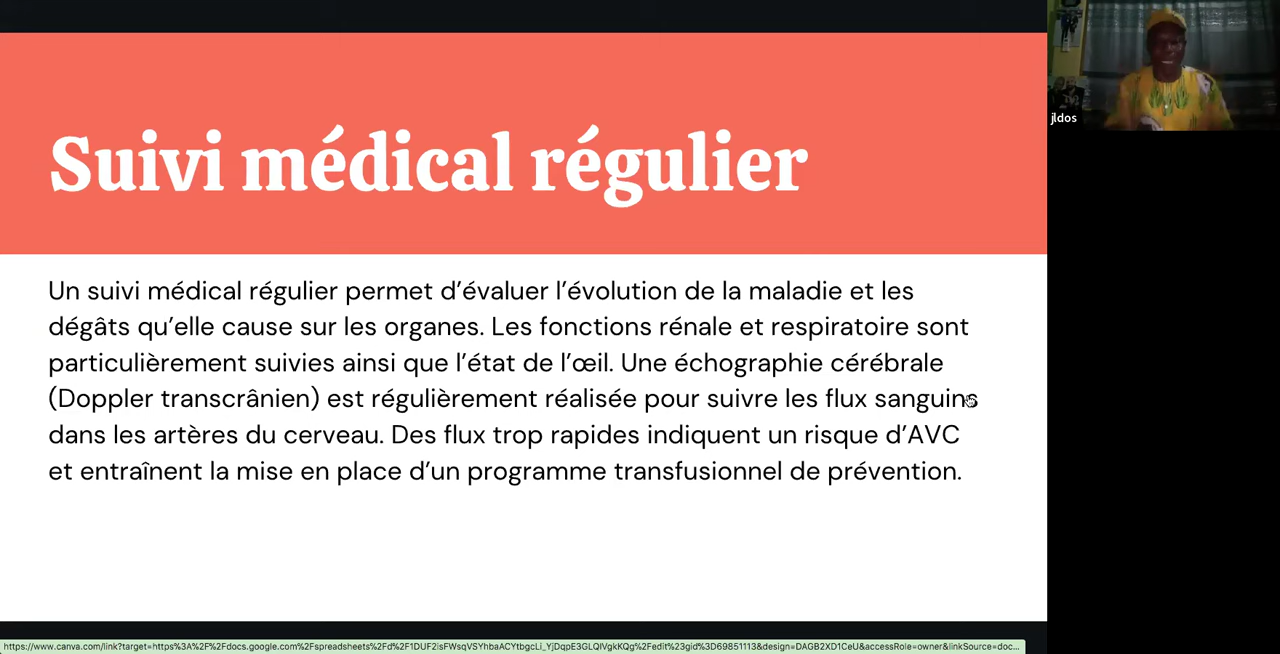 Suivi médical régulier
Un suivi médical régulier permet d’évaluer l’évolution de la maladie et les
dégâts qu’elle cause sur les organes. Les fonctions rénale et respiratoire sont
particulièrement suivies ainsi que l’état de l’œil. Une échographie cérébrale
(Doppler transcrânien) est régulièrement réalisée pour suivre les flux sanguins
dans les artères du cerveau. Des flux trop rapides indiquent un risque d’AVC
et entraînent la mise en place d’un programme transfusionnel de prévention.
jldos